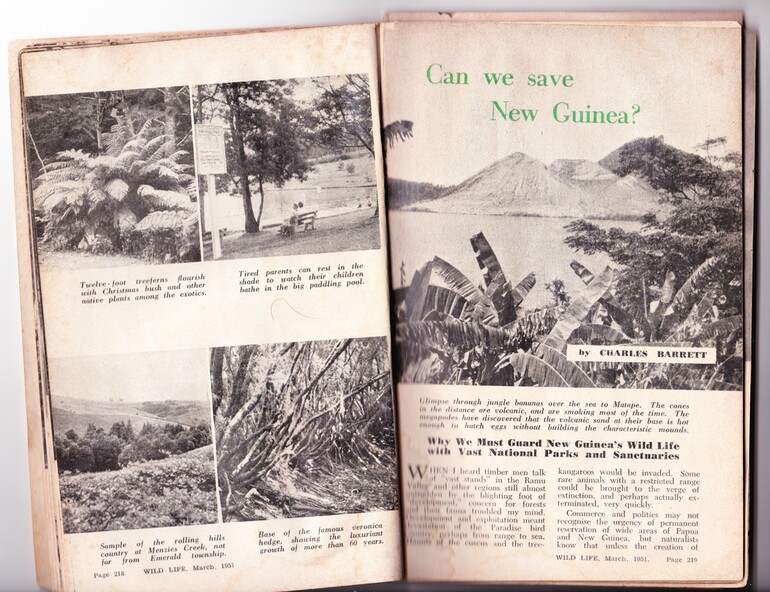 Twelve-foot treeferns flourish
with Christmas bush and other
native plants among the exotics.
Tired parents can rest in the
shade to watch their children
bathe in the big paddling pool.
Sample of the rolling hills
country at Menzies Creek, not
far from Emerald township.
Base of the famous veronica
hedge, showing the luxuriant
growth of more than 60 years.
Page 218. WILD LIFE, March, 1951
Can we save
New Guinea?
by CHARLES BARRETT
Glimpse through jungle bananas over the sea to Matupe. The cones
in the distance are volcanic, and are smoking most of the time. The
megapodes have discovered that the volcanic sand at their base is hot
enough to hatch eggs without building the characteristic mounds.
Why We Must Guard New Guinea's Wild Life
with Vast National Parks and Sanctuaries
WHEN I heard timber men talk
of "vast stands" in the Ramu
Valley and other regions still almost
untrodden by the blighting foot of
concern for forests
and fauna troubled my mind.
and exploitation meant
of the Paradise bird
perhaps from range to sea.
of the cuscus and the tree-
kangaroos would be invaded. Some
rare animals with a restricted range
could be brought to the verge of
extinction, and perhaps actually ex-
terminated, very quickly.
Commerce and politics may not
recognise the urgency of permanent
reservation of wide areas of Papua
and New Guinea, but naturalists
know that unless the creation of
WILD LIFE, March, 1951. Page 219